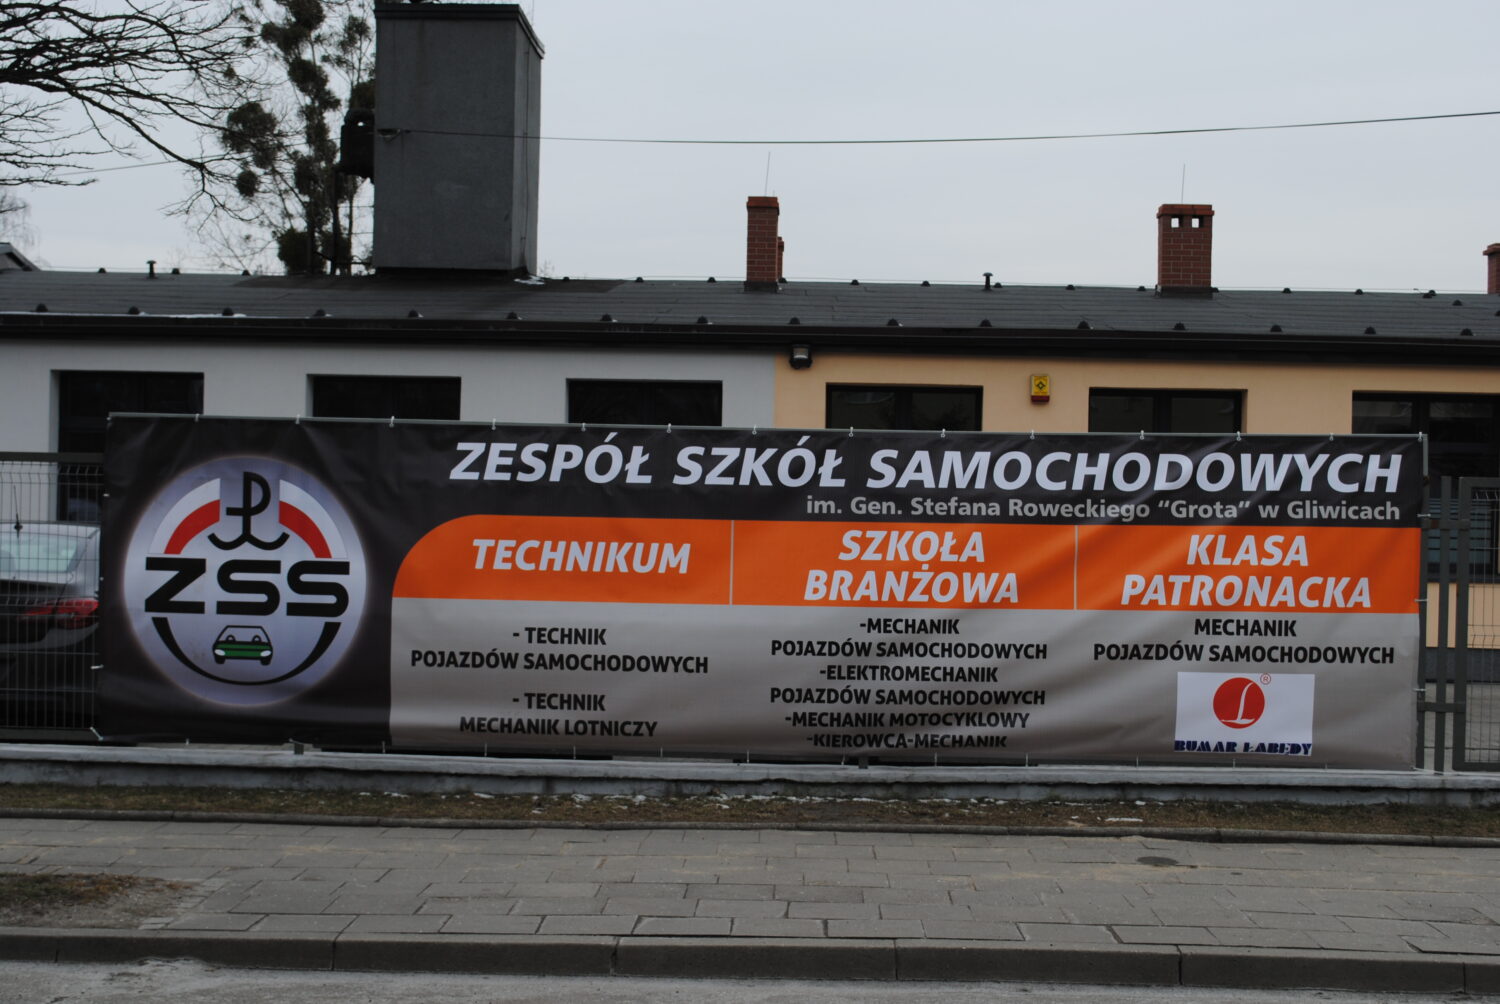 ZESPÓŁ SZKÓŁ SAMOCHODOWYCH
im. Gen. Stefana Roweckiego "Grota" w Gliwicach
ZSS
TECHNIKUM
- TECHNIK
POJAZDÓW SAMOCHODOWYCH
- TECHNIK
MECHANIK LOTNICZY
SZKOŁA
BRANŻOWA
-MECHANIK
POJAZDÓW SAMOCHODOWYCH
-ELEKTROMECHANIK
POJAZDÓW SAMOCHODOWYCH
-MECHANIK MOTOCYKLOWY
-KIEROWCA-MECHANIK
KLASA
PATRONACKA
MECHANIK
POJAZDÓW SAMOCHODOWYCH
®
BUMAR ŁABĘDY